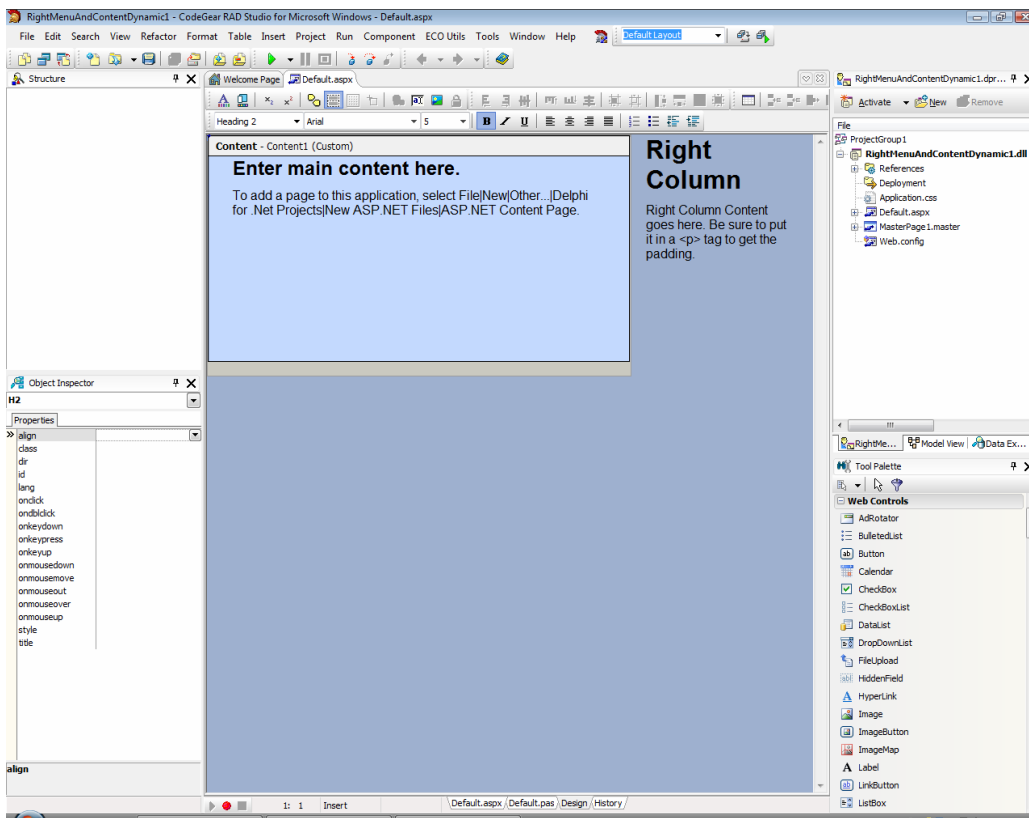 RightMenuAndContentDynamic1 - CodeGear RAD Studio for Microsoft Windows - Default.aspx
File Edit Search View Refactor Format Table Insert Project Run Component ECO Utils Tools Window Help
Default Layout
Structure
Welcome Page
Default.aspx
Heading 2
Arial
5
B I U
Content - Content1 (Custom)
Enter main content here.
To add a page to this application, select File|New|Other...|Delphi
for .Net Projects|New ASP.NET Files|ASP.NET Content Page.
Right
Column
Right Column Content
goes here. Be sure to put
it in a <p> tag to get the
padding.
Object Inspector
H2
Properties
align
class
dir
id
lang
onclick
ondblclick
onkeydown
onkeypress
onkeyup
onmousedown
onmousemove
onmouseout
onmouseover
onmouseup
style
title
align
1: 1 Insert
Default.aspx Default.pas Design History
RightMenuAndContentDynamic1.dpr...
Activate New Remove
File
ProjectGroup1
RightMenuAndContentDynamic1.dll
References
Deployment
Application.css
Default.aspx
MasterPage1.master
Web.config
RightMe... Model View Data Ex...
Tool Palette
Web Controls
AdRotator
BulletedList
Button
Calendar
CheckBox
CheckBoxList
DataList
DropDownList
FileUpload
HiddenField
HyperLink
Image
ImageButton
ImageMap
Label
LinkButton
ListBox